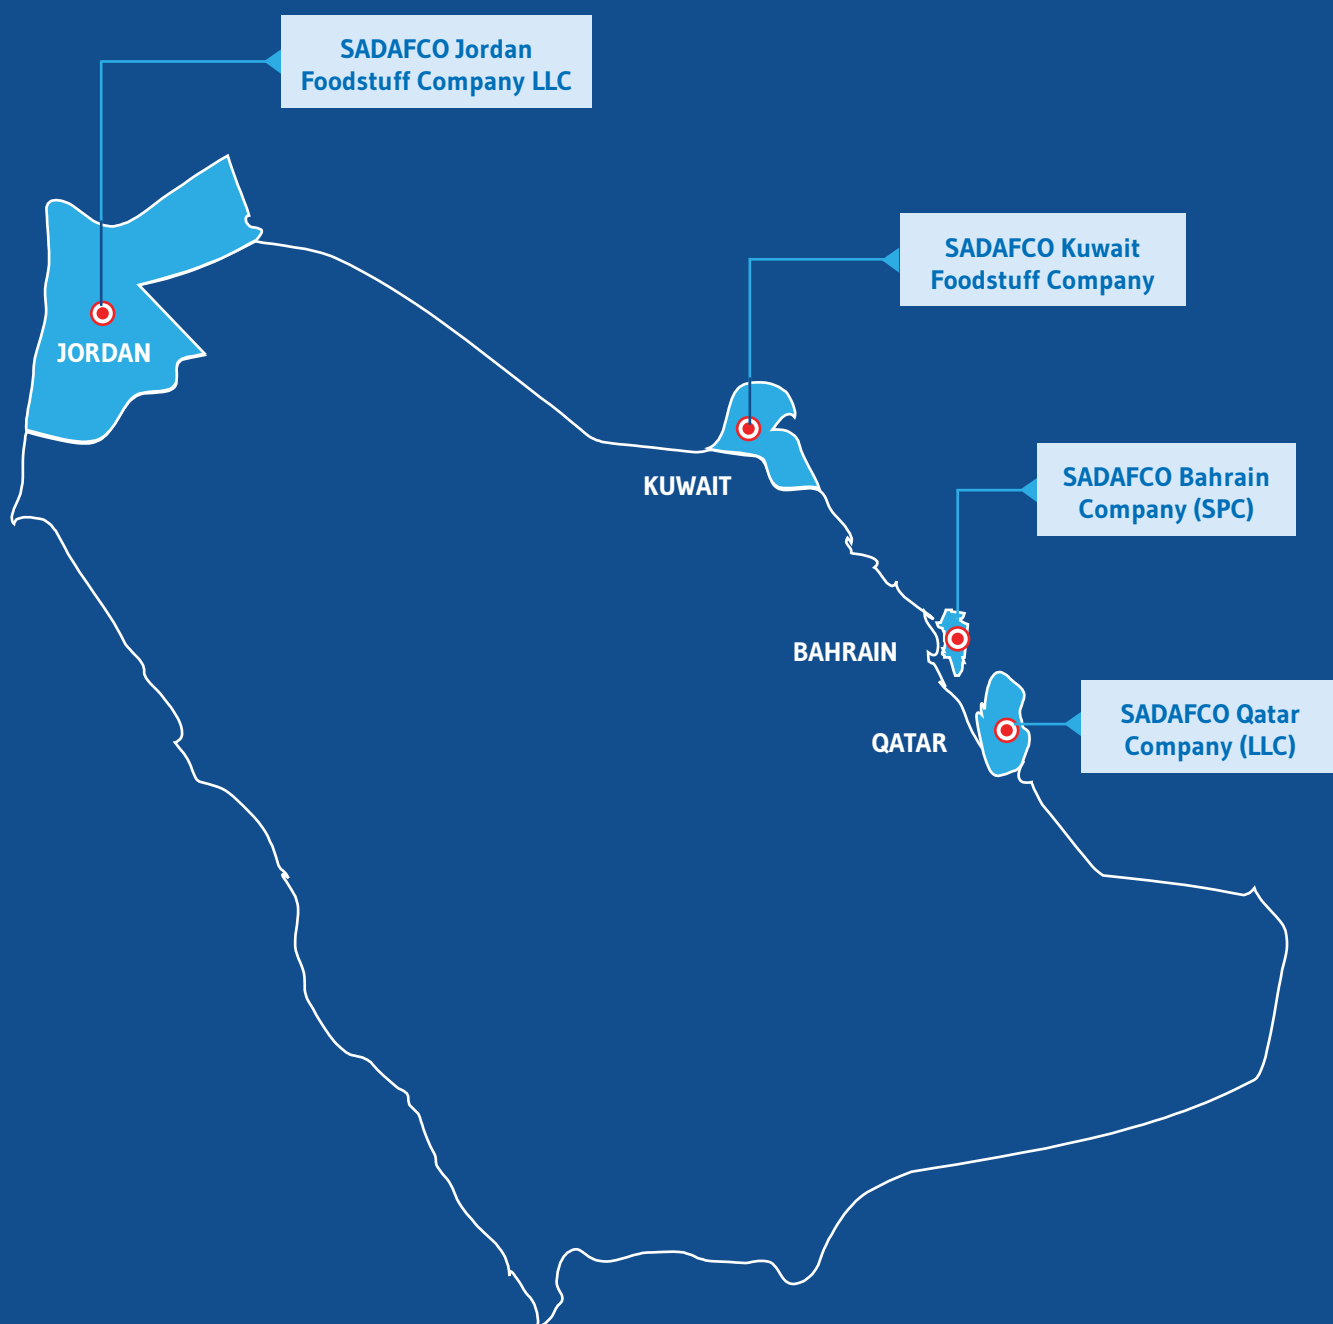 SADAFCO Jordan
Foodstuff Company LLC
SADAFCO Kuwait
Foodstuff Company
JORDAN
KUWAIT
SADAFCO Bahrain
Company (SPC)
BAHRAIN
SADAFCO Qatar
Company (LLC)
QATAR